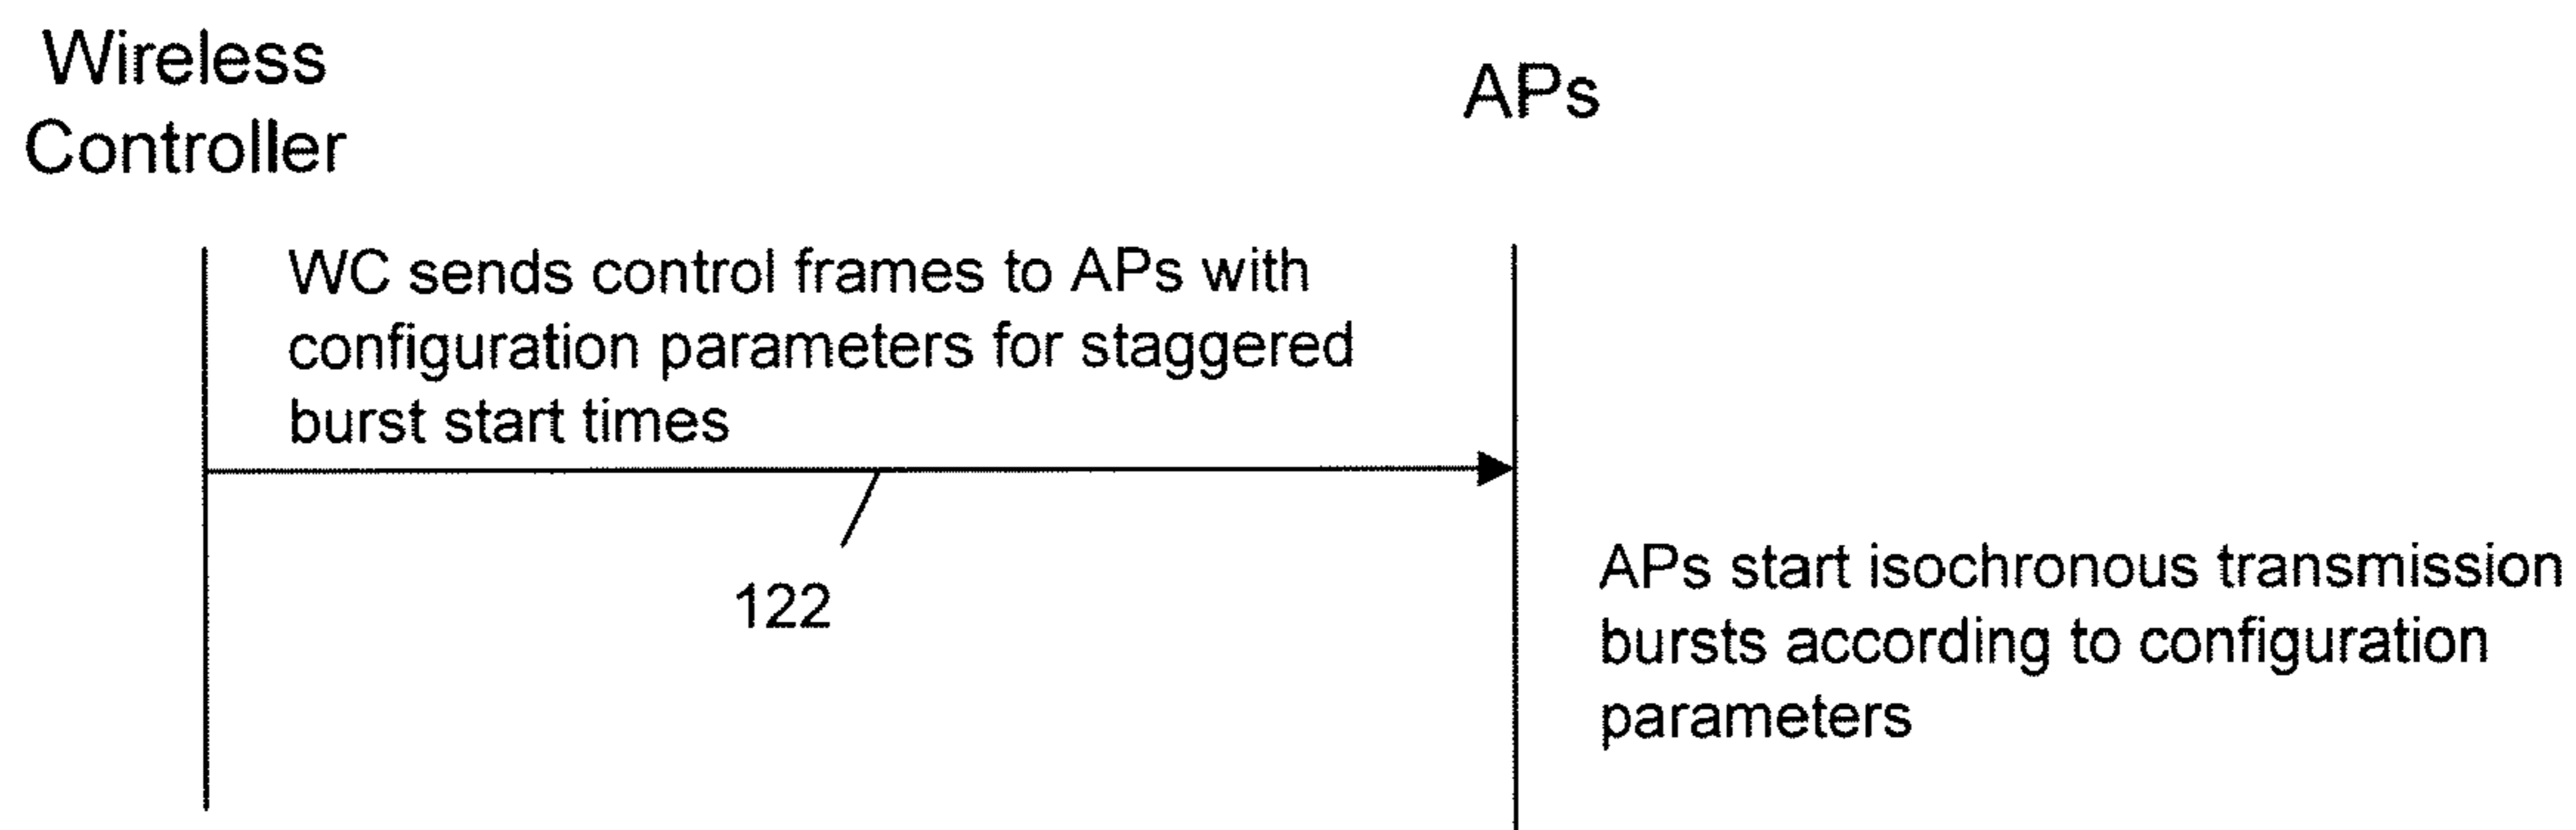 Wireless
Controller
APs
WC sends control frames to APs with
configuration parameters for staggered
burst start times
122
APs start isochronous transmission
bursts according to configuration
parameters